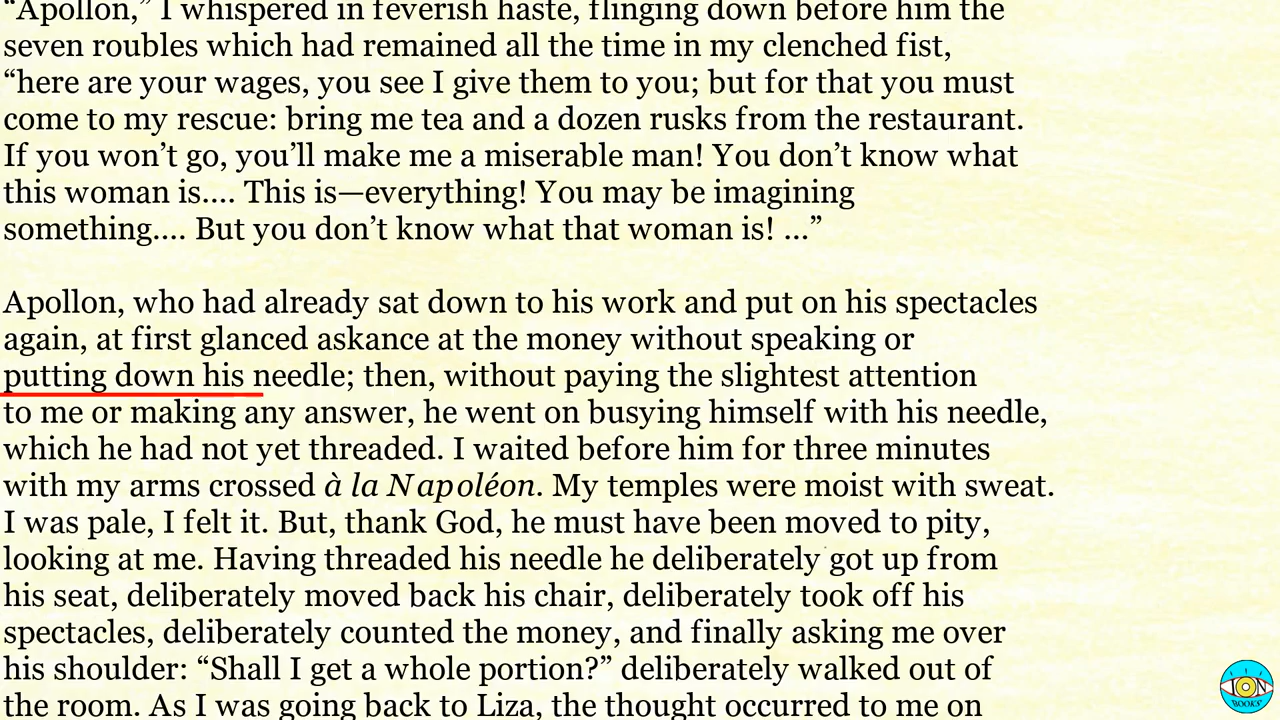 “Apollon,” I whispered in feverish haste, flinging down before him the
seven roubles which had remained all the time in my clenched fist,
“here are your wages, you see I give them to you; but for that you must
come to my rescue: bring me tea and a dozen rusks from the restaurant.
If you won’t go, you’ll make me a miserable man! You don’t know what
this woman is.... This is—everything! You may be imagining
something.... But you don’t know what that woman is! ...”
Apollon, who had already sat down to his work and put on his spectacles
again, at first glanced askance at the money without speaking or
putting down his needle; then, without paying the slightest attention
to me or making any answer, he went on busying himself with his needle,
which he had not yet threaded. I waited before him for three minutes
with my arms crossed à la Napoléon. My temples were moist with sweat.
I was pale, I felt it. But, thank God, he must have been moved to pity,
looking at me. Having threaded his needle he deliberately got up from
his seat, deliberately moved back his chair, deliberately took off his
spectacles, deliberately counted the money, and finally asking me over
his shoulder: “Shall I get a whole portion?” deliberately walked out of
the room. As I was going back to Liza, the thought occurred to me on
ION
BOOKS